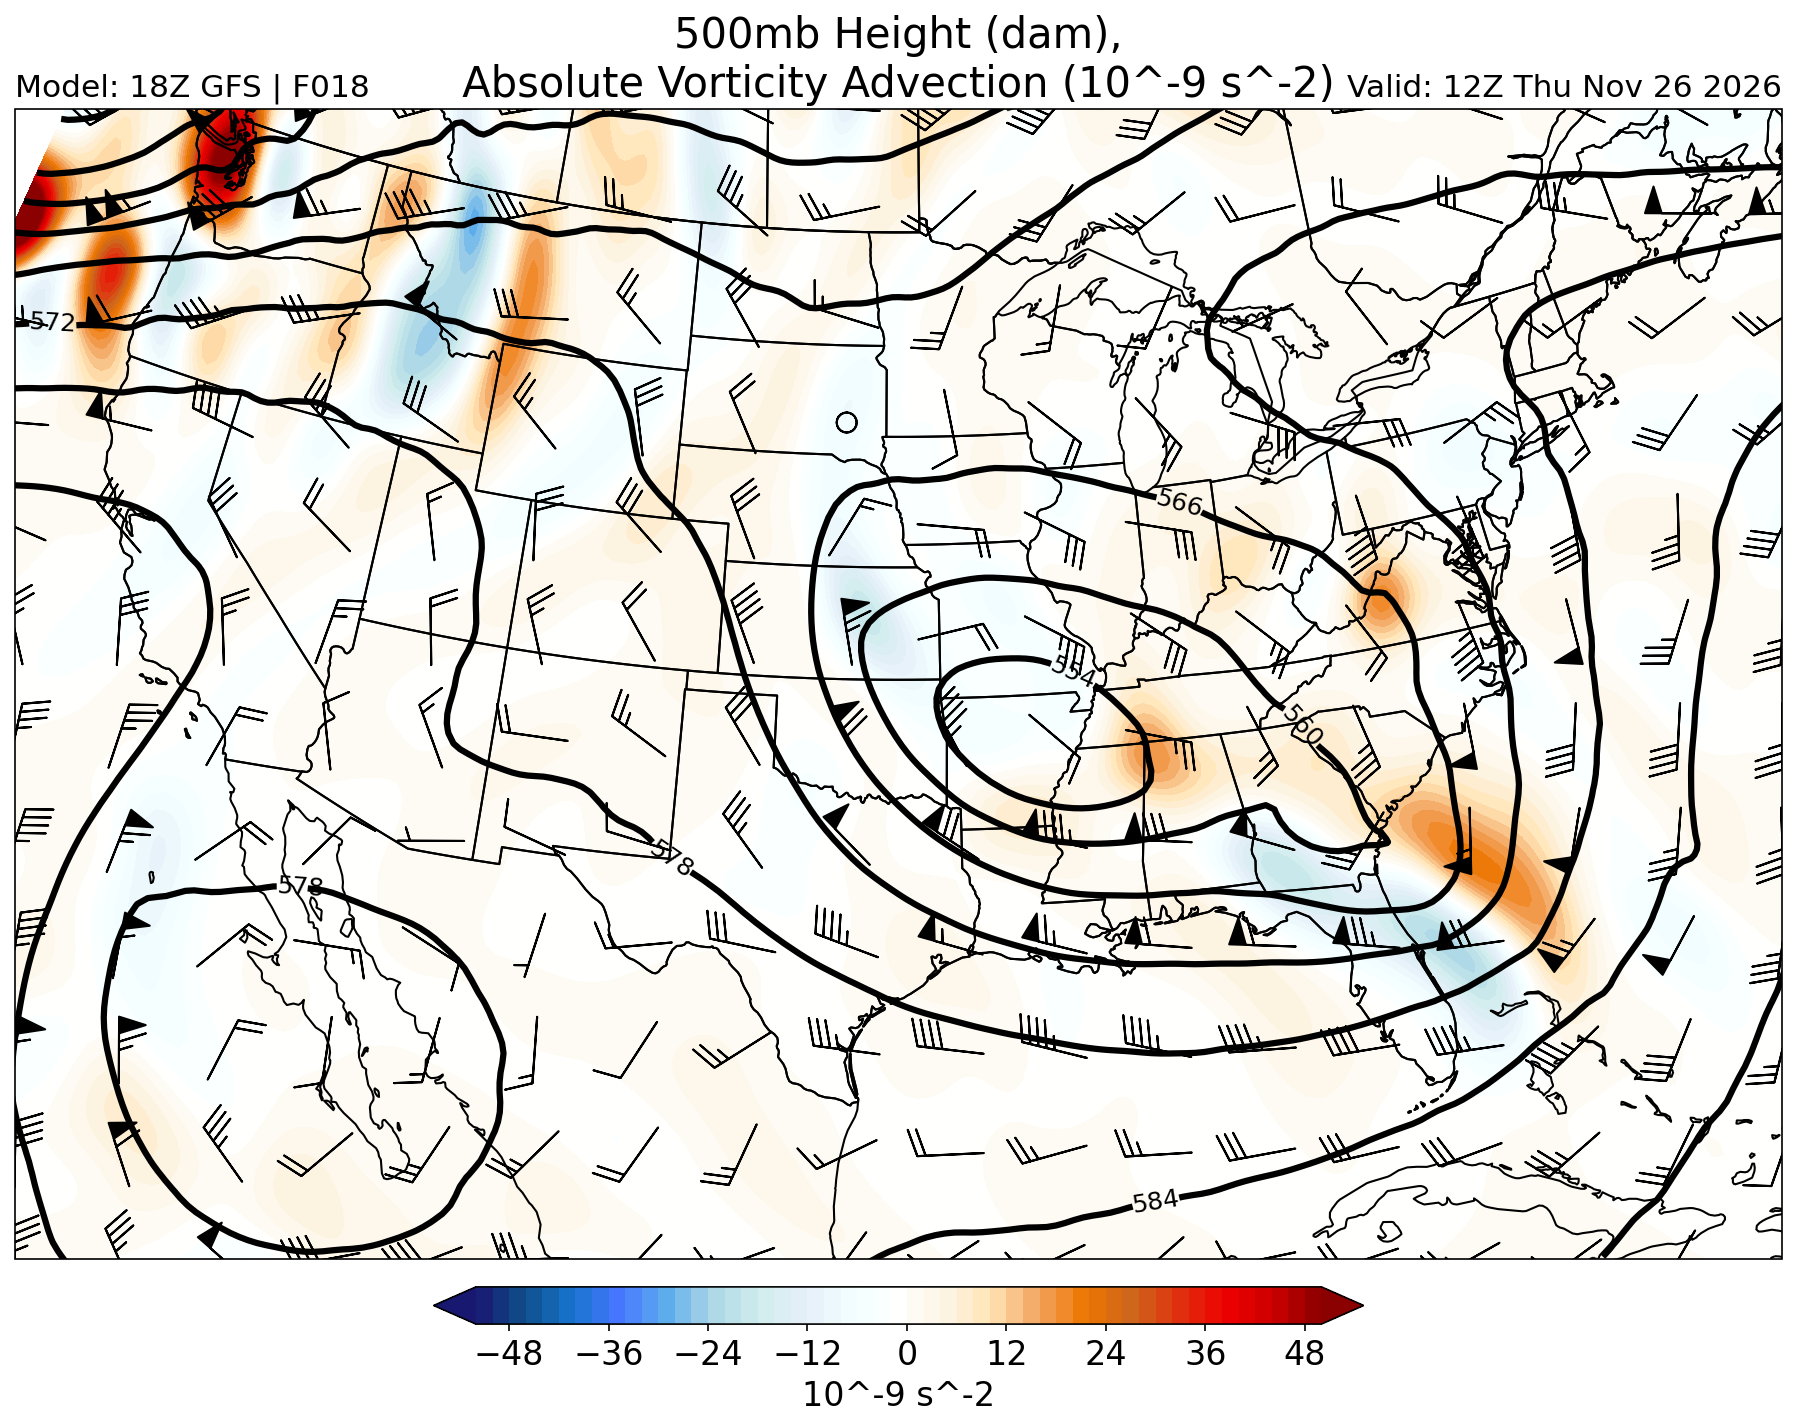 500mb Height (dam),
Model: 18Z GFS | F018
Absolute Vorticity Advection (10^-9 s^-2)
Valid: 12Z Thu Nov 26 2026
572
566
554
560
578
578
584
−48 −36 −24 −12 0 12 24 36 48
10^-9 s^-2